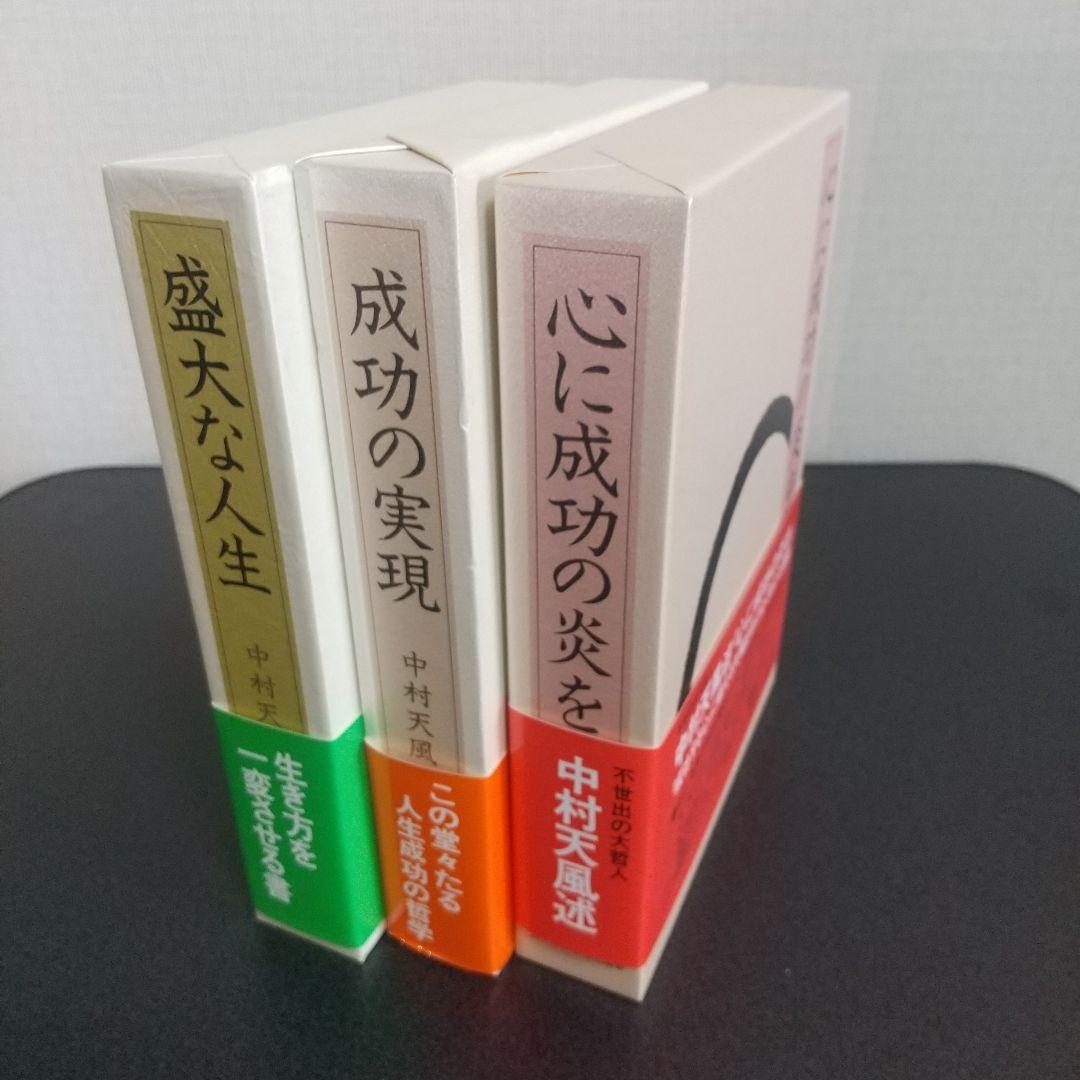 盛大な人生
中村天
生き方を
一変させる書
成功の実現
中村天風
この堂々たる
人生成功の哲学
心に成功の炎を
不世出の大哲人
中村天風述